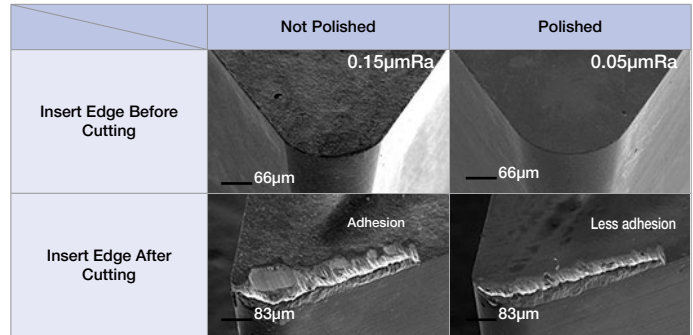 Not Polished
Polished
Insert Edge Before
Cutting
0.15µmRa
66µm
0.05µmRa
66µm
Insert Edge After
Cutting
Adhesion
83µm
Less adhesion
83µm